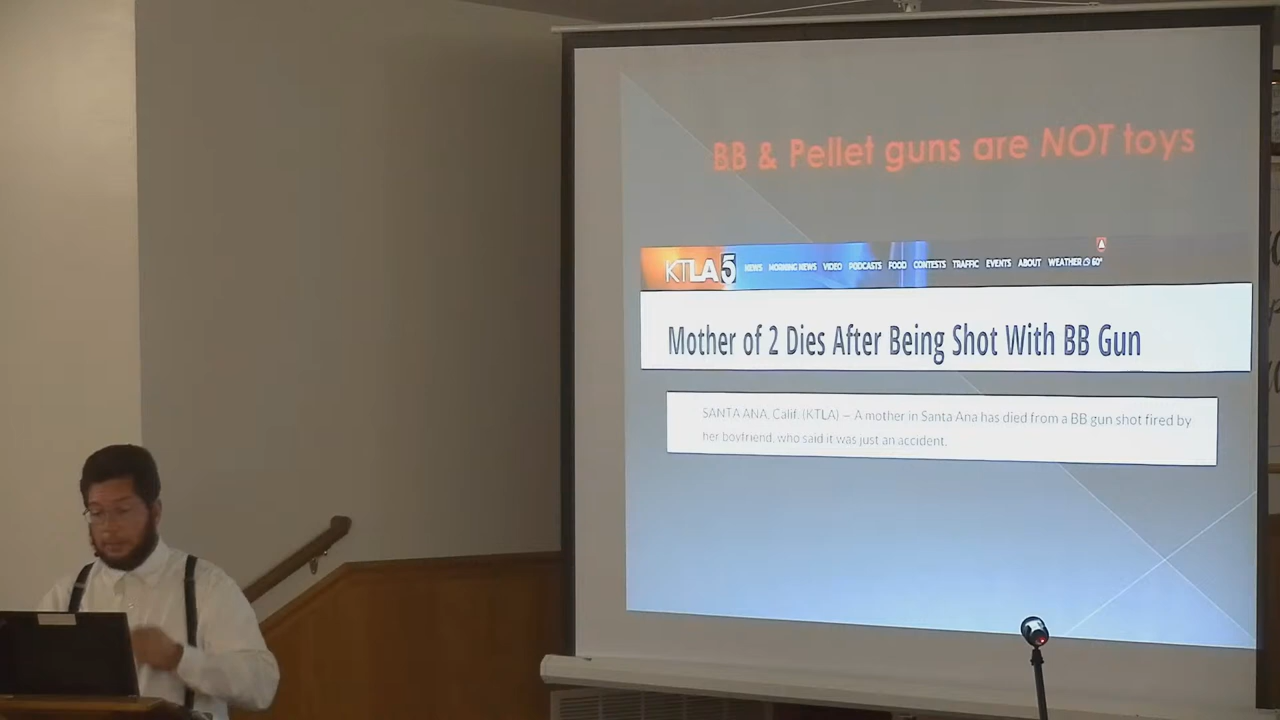 BB & Pellet guns are NOT toys
KTLA 5 NEWS MORNING NEWS VIDEO PODCASTS FOOD CONTESTS TRAFFIC EVENTS ABOUT WEATHER 60°
Mother of 2 Dies After Being Shot With BB Gun
SANTA ANA, Calif. (KTLA) – A mother in Santa Ana has died from a BB gun shot fired by
her boyfriend, who said it was just an accident.